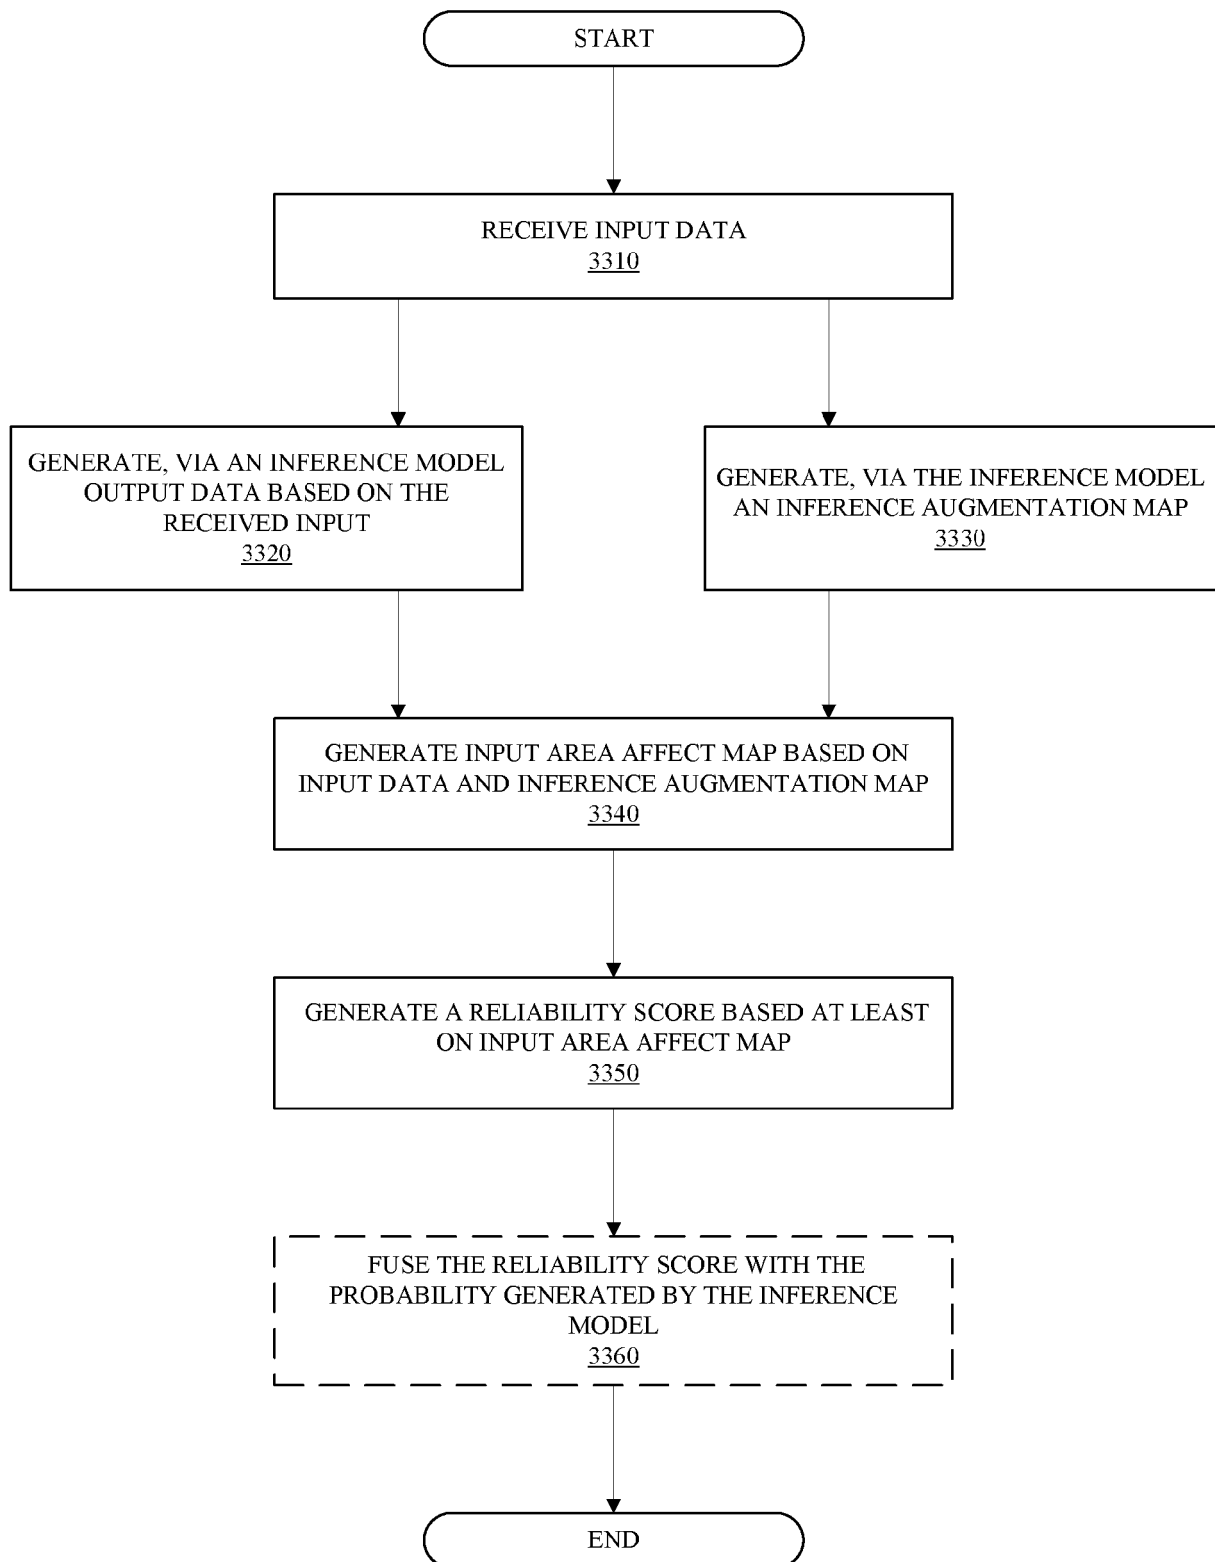 START
RECEIVE INPUT DATA
3310
GENERATE, VIA AN INFERENCE MODEL
OUTPUT DATA BASED ON THE
RECEIVED INPUT
3320
GENERATE, VIA THE INFERENCE MODEL
AN INFERENCE AUGMENTATION MAP
3330
GENERATE INPUT AREA AFFECT MAP BASED ON
INPUT DATA AND INFERENCE AUGMENTATION MAP
3340
GENERATE A RELIABILITY SCORE BASED AT LEAST
ON INPUT AREA AFFECT MAP
3350
FUSE THE RELIABILITY SCORE WITH THE
PROBABILITY GENERATED BY THE INFERENCE
MODEL
3360
END